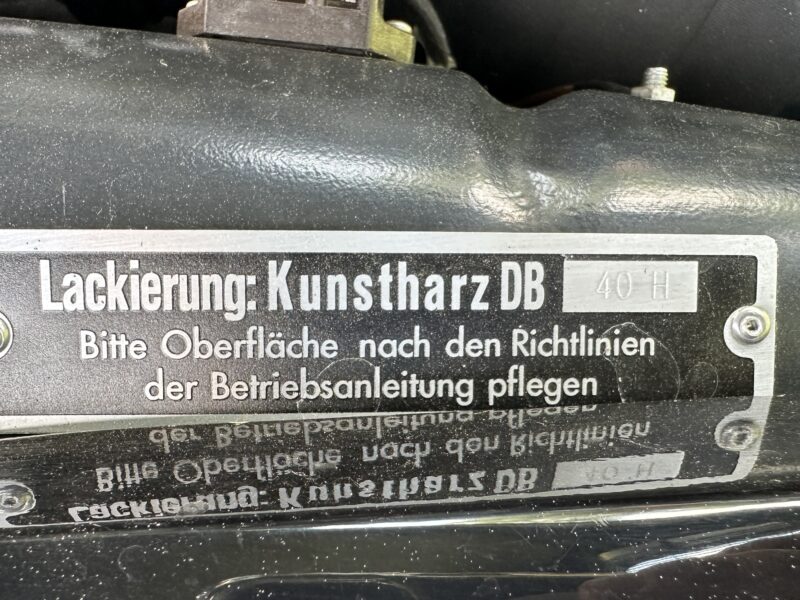 Lackierung: Kunstharz DB 40 H
Bitte Oberfläche nach den Richtlinien
der Betriebsanleitung pflegen